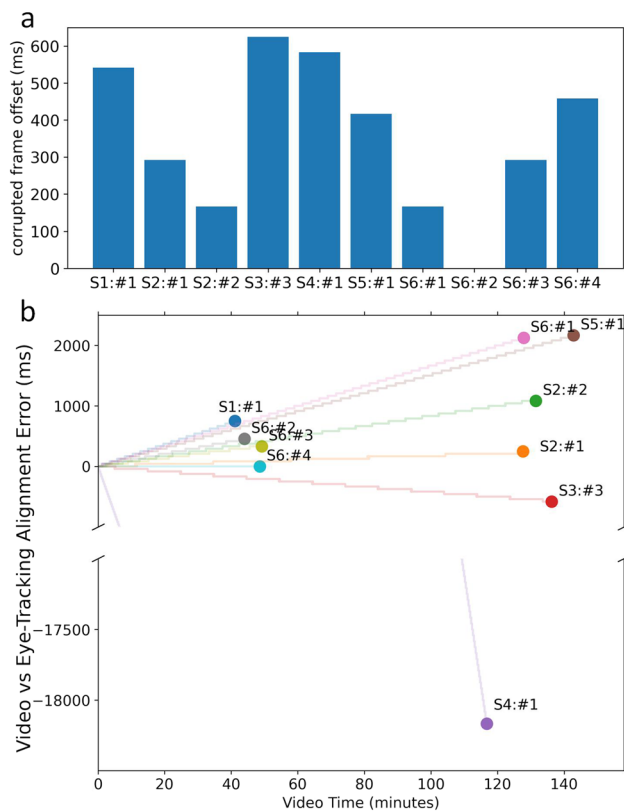 a
corrupted frame offset (ms)
600
500
400
300
200
100
0
S1:#1 S2:#1 S2:#2 S3:#3 S4:#1 S5:#1 S6:#1 S6:#2 S6:#3 S6:#4
b
Video vs Eye-Tracking Alignment Error (ms)
2000
1000
0
−17500
−18000
S6:#1
S5:#1
S2:#2
S1:#1
S6:#2
S6:#3
S6:#4
S2:#1
S3:#3
S4:#1
0 20 40 60 80 100 120 140
Video Time (minutes)